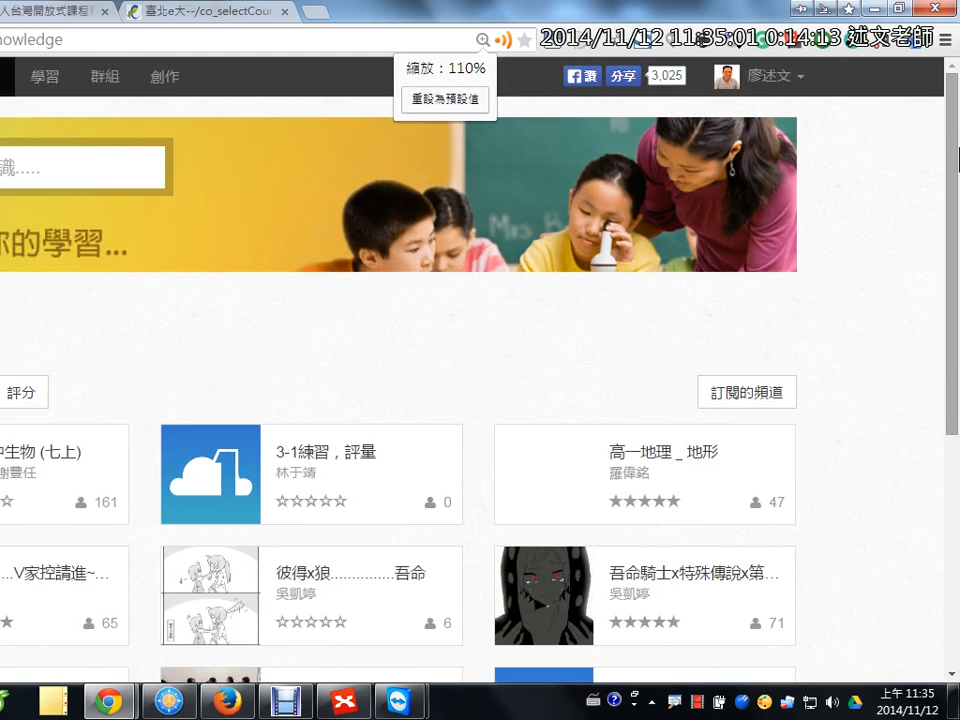 人台灣開放式課程
臺北e大--/co_selectCour
nowledge
2014/11/12 11:35:01 0:14:13 述文老師
縮放：110%
重設為預設值
學習
群組
創作
讚
分享
3,025
廖述文
識.....
你的學習...
Mrs
評分
訂閱的頻道
中生物 (七上)
謝豐任
161
3-1練習，評量
林于靖
0
高一地理 _ 地形
羅偉銘
47
...V家控請進~...
65
彼得x狼...............吾命
吳凱婷
6
吾命騎士x特殊傳說x第...
吳凱婷
71
上午 11:35
2014/11/12